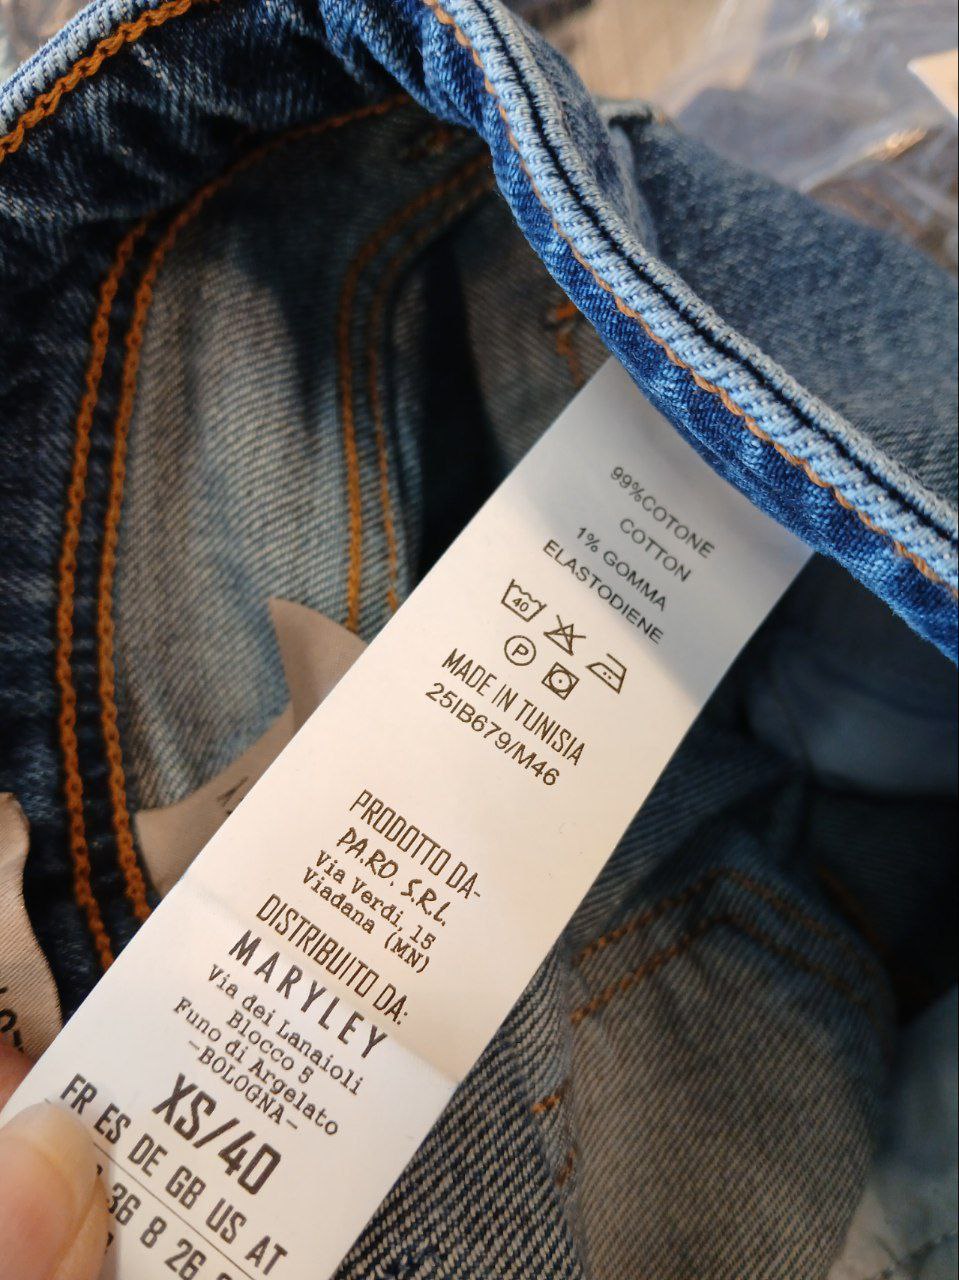 99%COTONE
COTTON
1% GOMMA
ELASTODIENE
40
P
MADE IN TUNISIA
25IB679/M46
PRODOTTO DA-
PA.RO. S.R.L.
Via Verdi, 15
Viadana (MN)
DISTRIBUITO DA:
MARYLEY
Via dei Lanaioli
Blocco 5
Funo di Argelato
-BOLOGNA-
XS/40
FR ES DE GB US AT
36 8 26